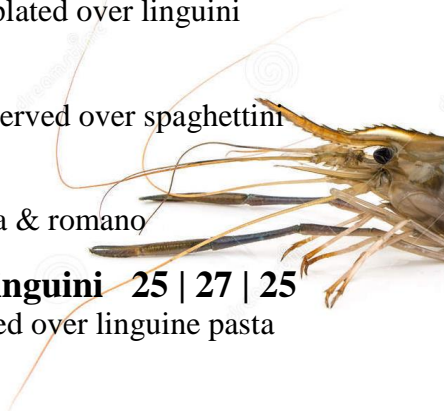 plated over linguini
erved over spaghettini
a & romano
nguini 25 | 27 | 25
ed over linguine pasta